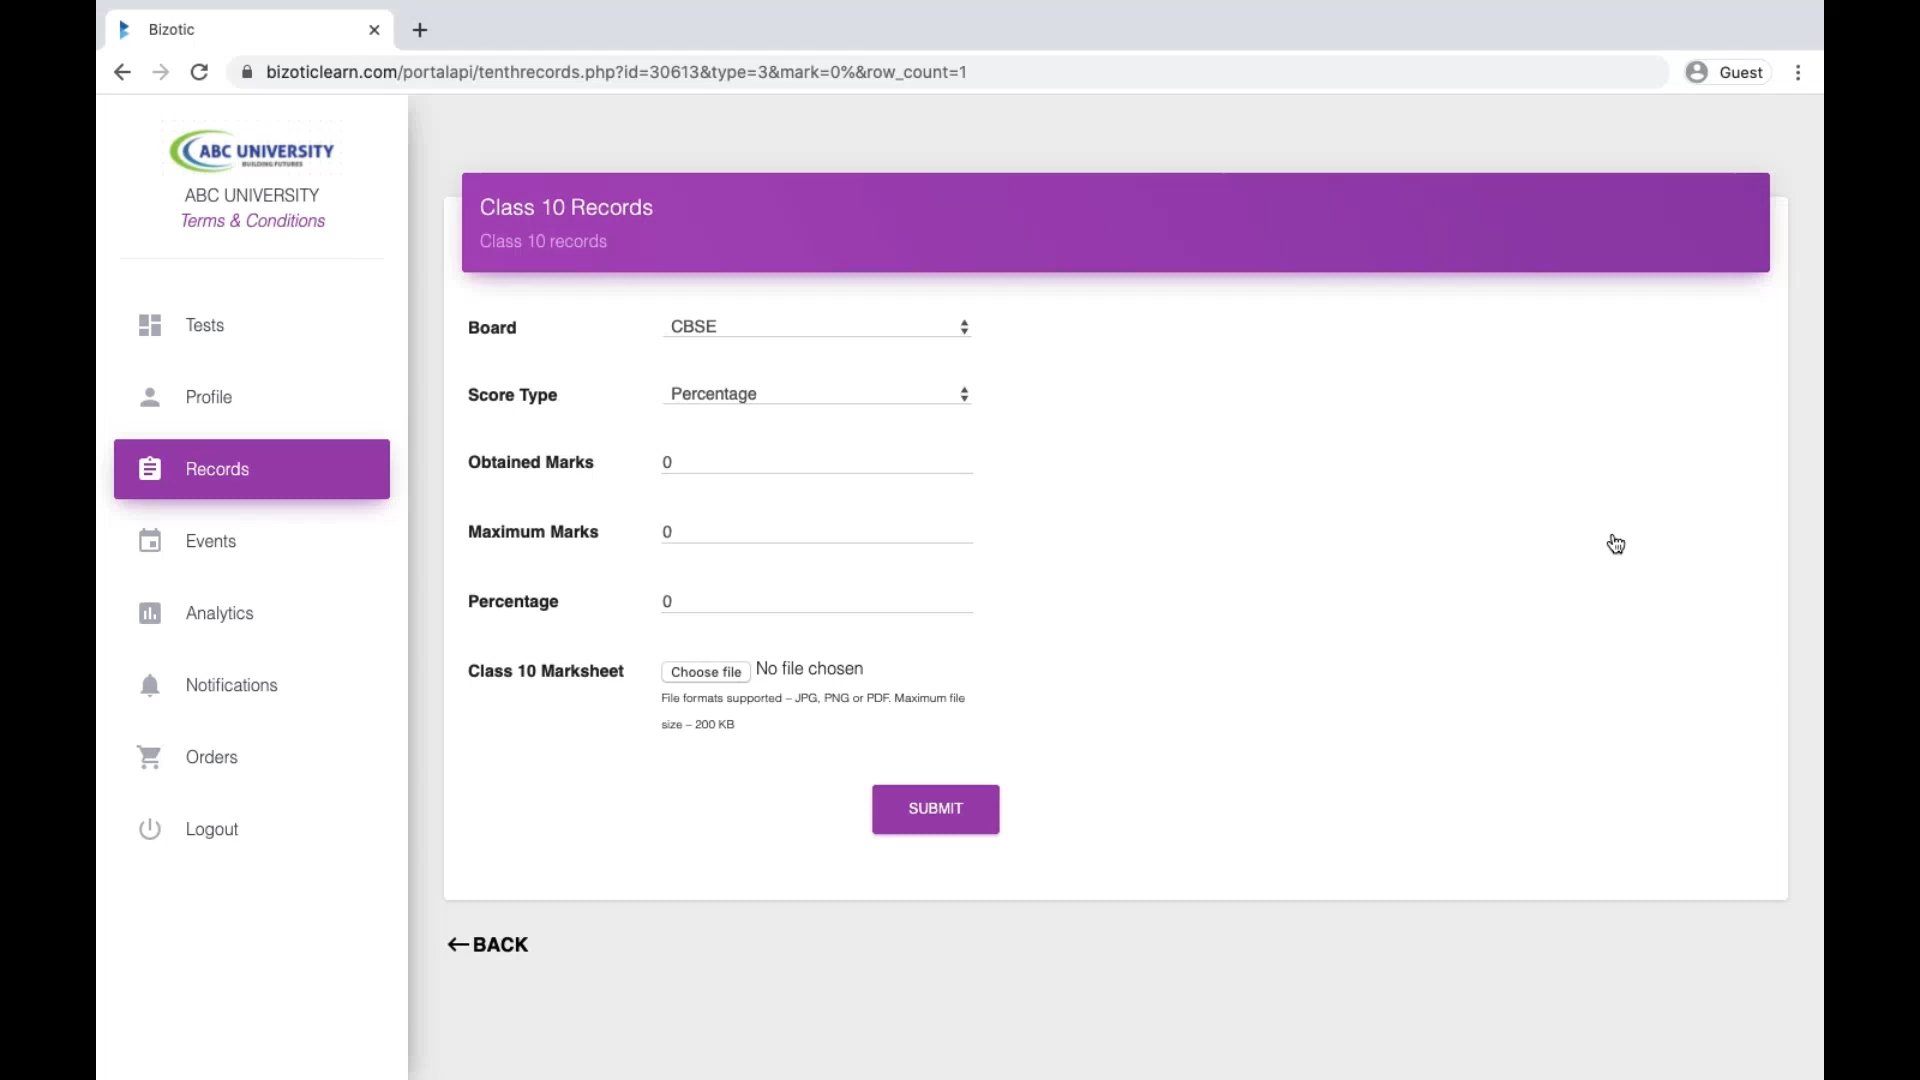 Bizotic
bizoticlearn.com/portalapi/tenthrecords.php?id=30613&type=3&mark=0%&row_count=1
Guest
ABC UNIVERSITY
BUILDING FUTURES
ABC UNIVERSITY
Terms & Conditions
Tests
Profile
Records
Events
Analytics
Notifications
Orders
Logout
Class 10 Records
Class 10 records
Board CBSE
Score Type Percentage
Obtained Marks 0
Maximum Marks 0
Percentage 0
Class 10 Marksheet Choose file No file chosen
File formats supported – JPG, PNG or PDF. Maximum file
size – 200 KB
SUBMIT
BACK